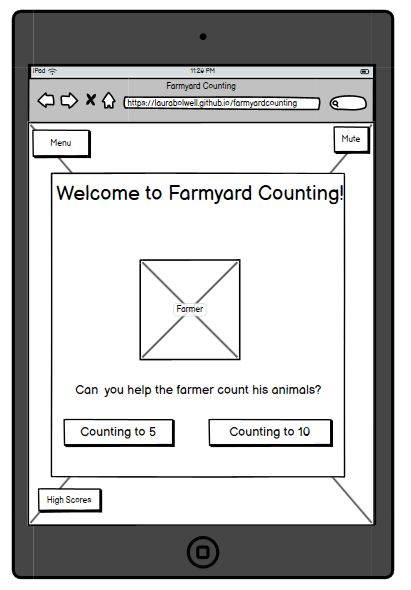 iPad
11:26 PM
Farmyard Counting
https://laurabolwell.github.io/farmyardcounting
Menu
Mute
Welcome to Farmyard Counting!
Farmer
Can you help the farmer count his animals?
Counting to 5
Counting to 10
High Scores